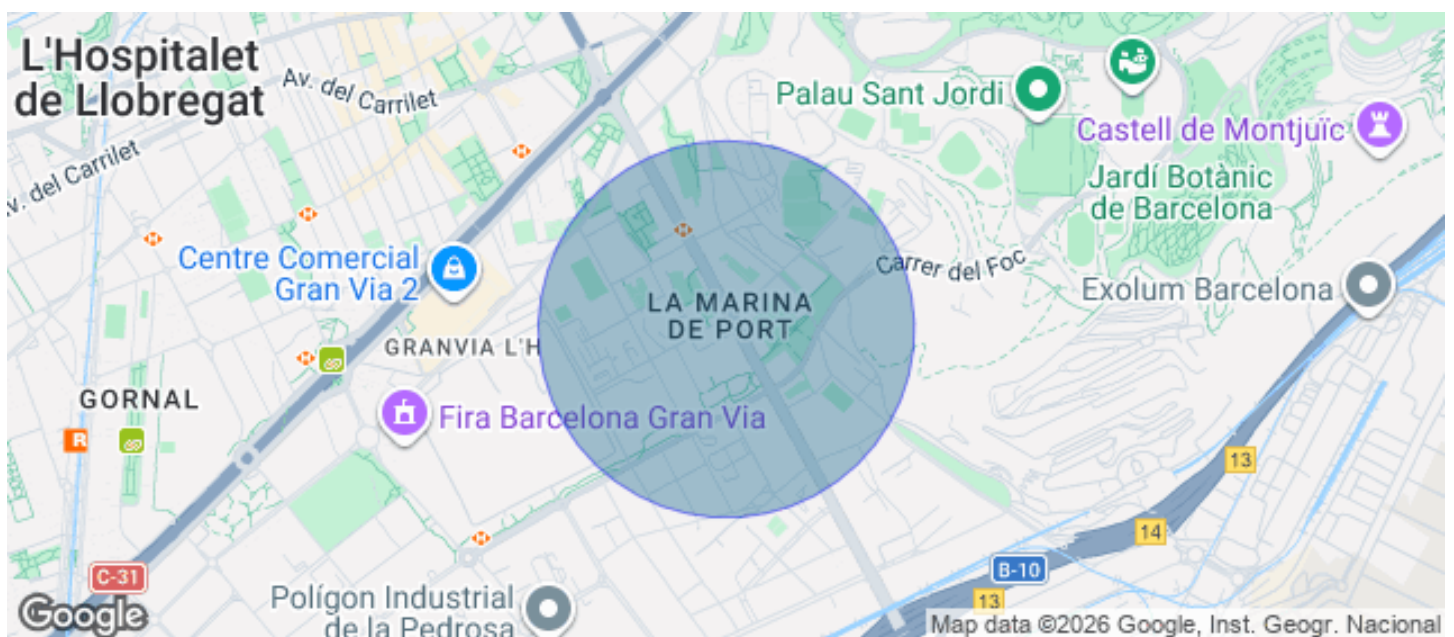 L'Hospitalet
de Llobregat
Av. del Carrilet
Av. del Carrilet
Palau Sant Jordi
Castell de Montjuïc
Jardí Botànic
de Barcelona
Centre Comercial
Gran Via 2
Carrer del Foc
Exolum Barcelona
LA MARINA
DE PORT
GRANVIA L'H
GORNAL
Fira Barcelona Gran Via
R
13
14
C-31
B-10
13
Polígon Industrial
de la Pedrosa
Google
Map data ©2026 Google, Inst. Geogr. Nacional